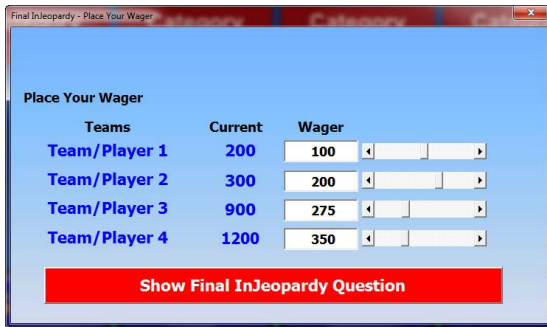 Final InJeopardy - Place Your Wager
Category Category Category
Place Your Wager
Teams Current Wager
Team/Player 1 200 100
Team/Player 2 300 200
Team/Player 3 900 275
Team/Player 4 1200 350
Show Final InJeopardy Question